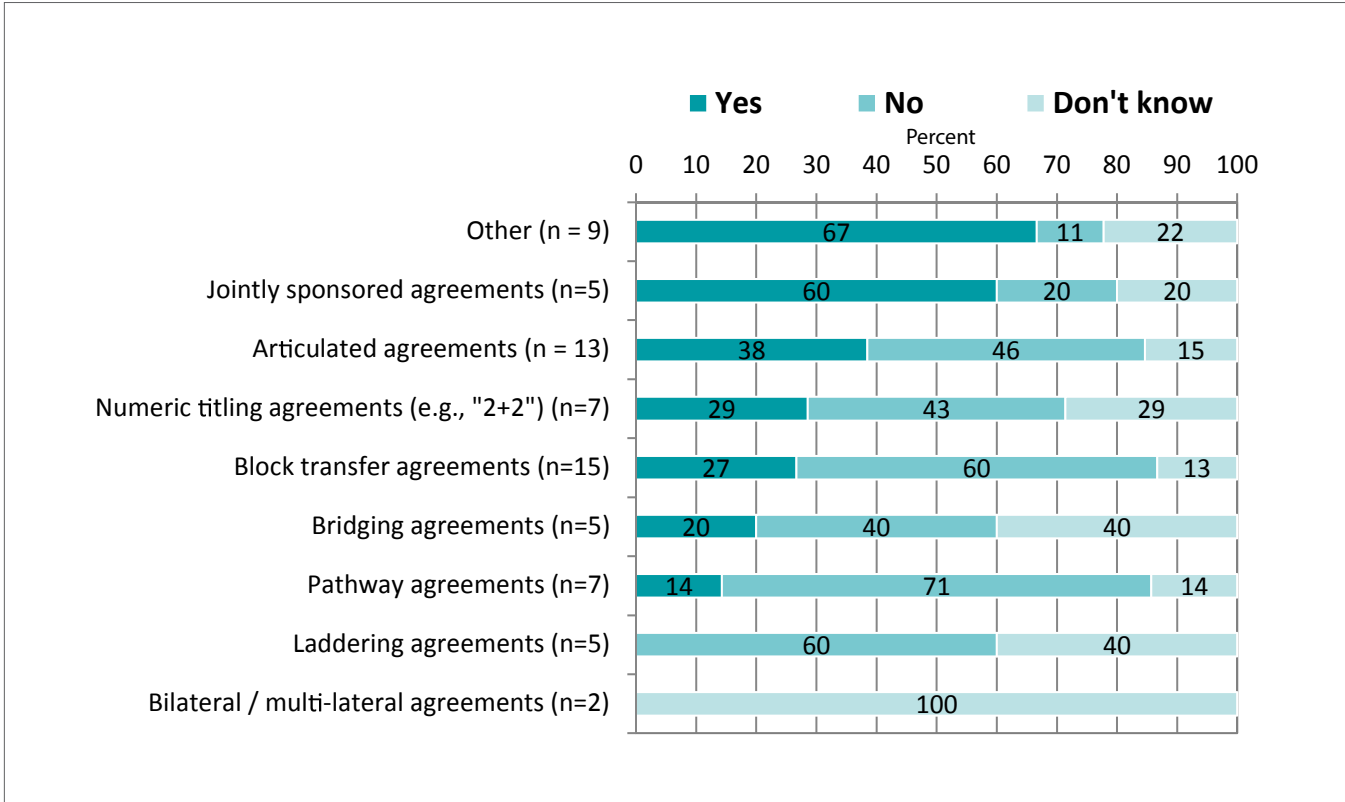 Yes No Don't know
Percent
0 10 20 30 40 50 60 70 80 90 100
Other (n = 9) 67 11 22
Jointly sponsored agreements (n=5) 60 20 20
Articulated agreements (n = 13) 38 46 15
Numeric titling agreements (e.g., "2+2") (n=7) 29 43 29
Block transfer agreements (n=15) 27 60 13
Bridging agreements (n=5) 20 40 40
Pathway agreements (n=7) 14 71 14
Laddering agreements (n=5) 60 40
Bilateral / multi-lateral agreements (n=2) 100